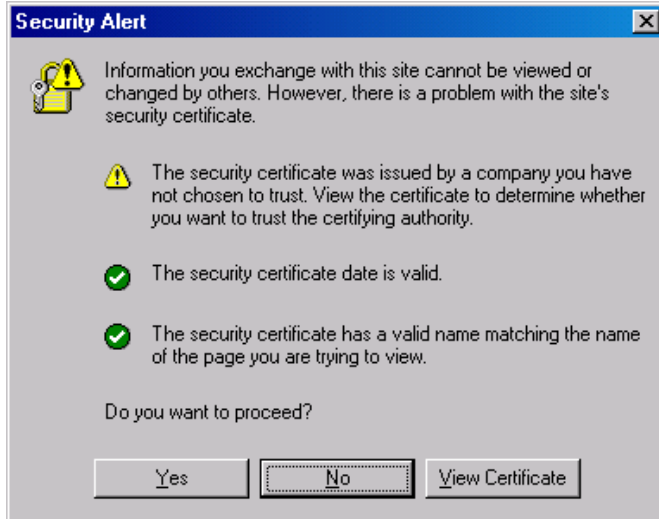 Security Alert
Information you exchange with this site cannot be viewed or
changed by others. However, there is a problem with the site's
security certificate.
The security certificate was issued by a company you have
not chosen to trust. View the certificate to determine whether
you want to trust the certifying authority.
The security certificate date is valid.
The security certificate has a valid name matching the name
of the page you are trying to view.
Do you want to proceed?
Yes No View Certificate